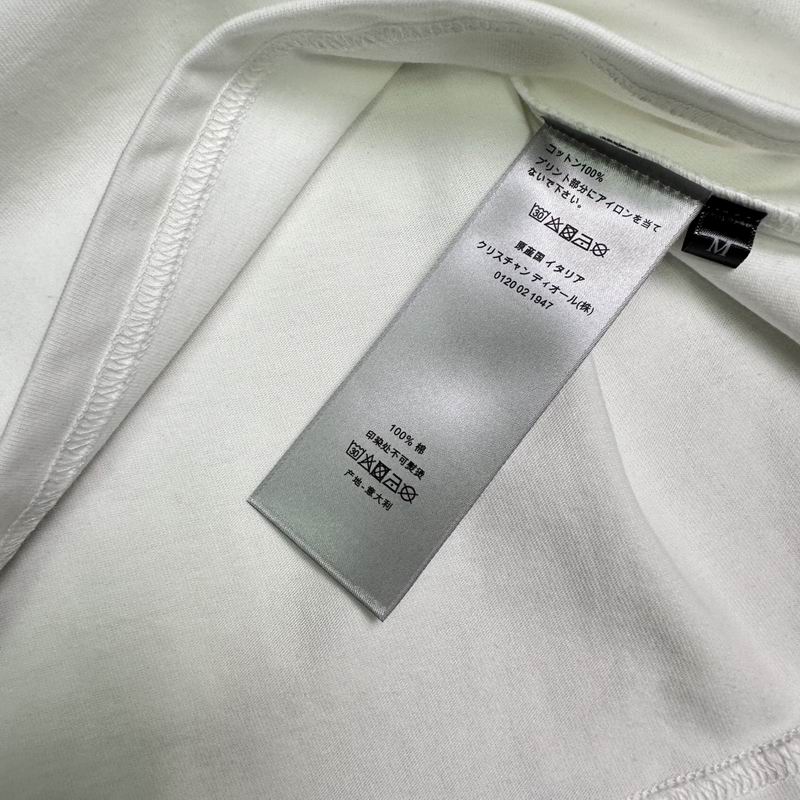 コットン100%
プリント部分にアイロンを当て
ないで下さい。
30
原産国 イタリア
クリスチャン ディオール(株)
0120 02 1947
M
100% 棉
印染处不可熨烫
30
产地-意大利